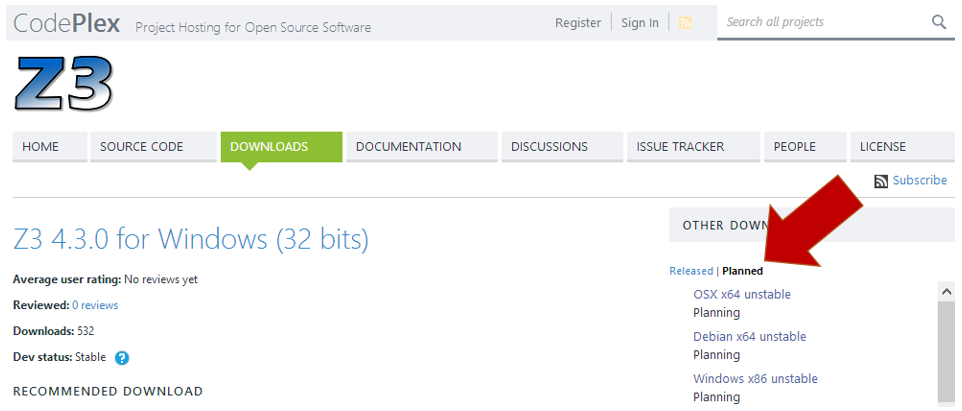 CodePlex Project Hosting for Open Source Software
Register Sign In Search all projects
Z3
HOME SOURCE CODE DOWNLOADS DOCUMENTATION DISCUSSIONS ISSUE TRACKER PEOPLE LICENSE
Subscribe
Z3 4.3.0 for Windows (32 bits)
Average user rating: No reviews yet
Reviewed: 0 reviews
Downloads: 532
Dev status: Stable ?
RECOMMENDED DOWNLOAD
OTHER
Released | Planned
OSX x64 unstable
Planning
Debian x64 unstable
Planning
Windows x86 unstable
Planning